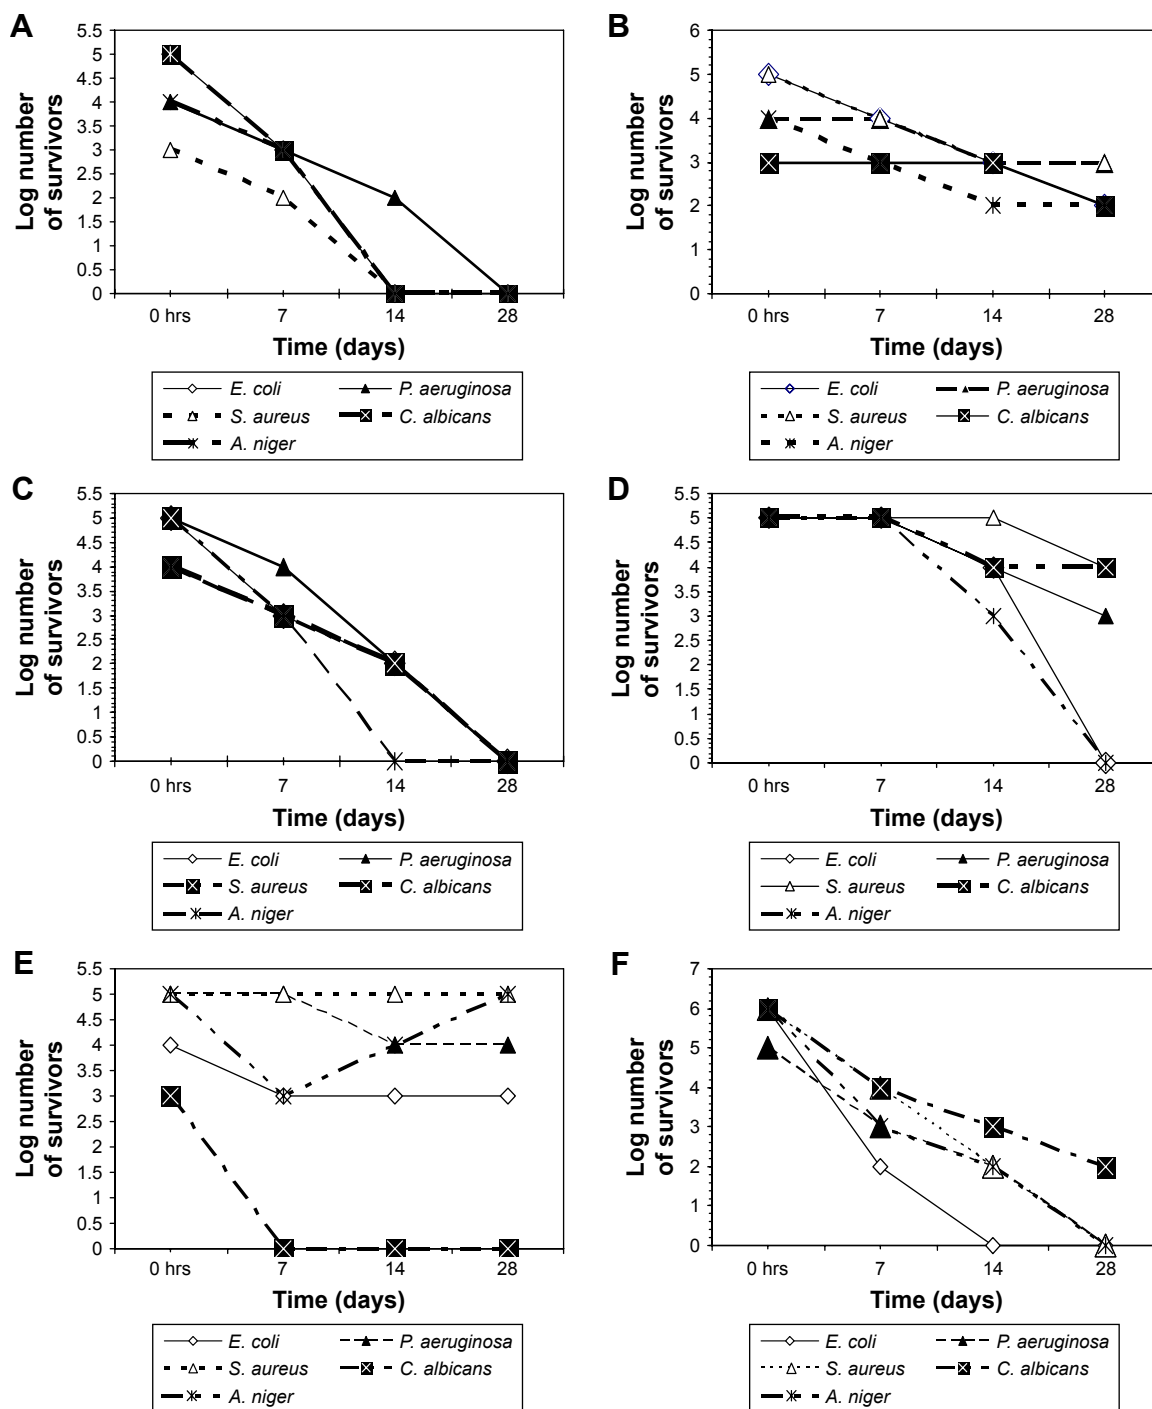 A
Log number
of survivors
5.5
5
4.5
4
3.5
3
2.5
2
1.5
1
0.5
0
0 hrs 7 14 28
Time (days)
E. coli P. aeruginosa
S. aureus C. albicans
A. niger
B
Log number
of survivors
6
5
4
3
2
1
0
0 hrs 7 14 28
Time (days)
E. coli P. aeruginosa
S. aureus C. albicans
A. niger
C
Log number
of survivors
5.5
5
4.5
4
3.5
3
2.5
2
1.5
1
0.5
0
0 hrs 7 14 28
Time (days)
E. coli P. aeruginosa
S. aureus C. albicans
A. niger
D
Log number
of survivors
5.5
5
4.5
4
3.5
3
2.5
2
1.5
1
0.5
0
0 hrs 7 14 28
Time (days)
E. coli P. aeruginosa
S. aureus C. albicans
A. niger
E
Log number
of survivors
5.5
5
4.5
4
3.5
3
2.5
2
1.5
1
0.5
0
0 hrs 7 14 28
Time (days)
E. coli P. aeruginosa
S. aureus C. albicans
A. niger
F
Log number
of survivors
7
6
5
4
3
2
1
0
0 hrs 7 14 28
Time (days)
E. coli P. aeruginosa
S. aureus C. albicans
A. niger